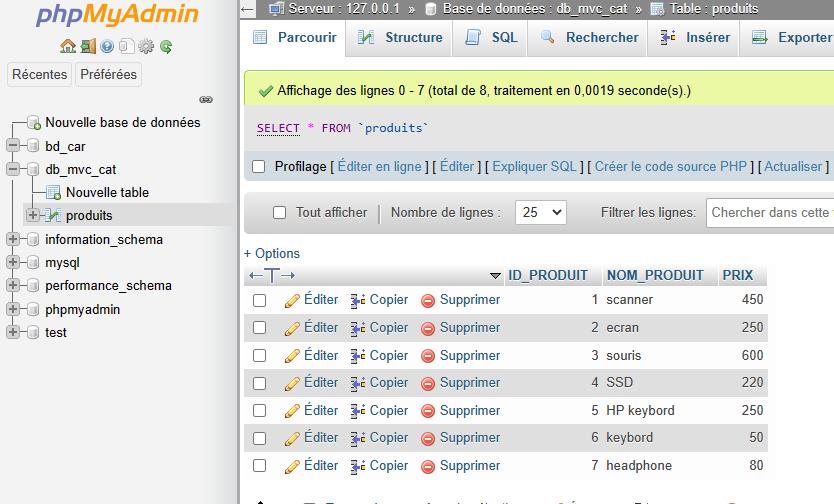 phpMyAdmin
Récentes Préférées
Nouvelle base de données
bd_car
db_mvc_cat
Nouvelle table
produits
information_schema
mysql
performance_schema
phpmyadmin
test
Serveur : 127.0.0.1 » Base de données : db_mvc_cat » Table : produits
Parcourir Structure SQL Rechercher Insérer Exporter
Affichage des lignes 0 - 7 (total de 8, traitement en 0,0019 seconde(s).)
SELECT * FROM `produits`
Profilage [ Éditer en ligne ] [ Éditer ] [ Expliquer SQL ] [ Créer le code source PHP ] [ Actualiser ]
Tout afficher | Nombre de lignes : 25 Filtrer les lignes: Chercher dans cette
+ Options
←T→ ID_PRODUIT NOM_PRODUIT PRIX
Éditer Copier Supprimer 1 scanner 450
Éditer Copier Supprimer 2 ecran 250
Éditer Copier Supprimer 3 souris 600
Éditer Copier Supprimer 4 SSD 220
Éditer Copier Supprimer 5 HP keybord 250
Éditer Copier Supprimer 6 keybord 50
Éditer Copier Supprimer 7 headphone 80